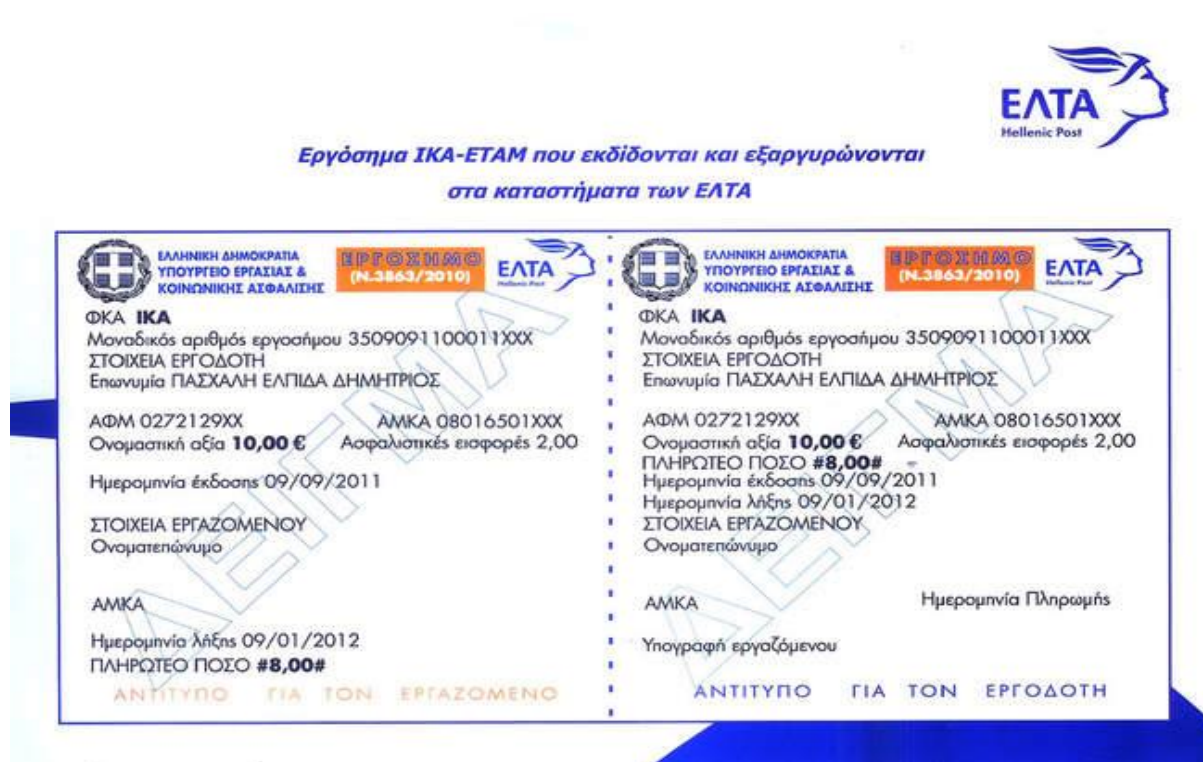 ΕΛΤΑ
Hellenic Post
Εργόσημα ΙΚΑ-ΕΤΑΜ που εκδίδονται και εξαργυρώνονται
στα καταστήματα των ΕΛΤΑ
ΕΛΛΗΝΙΚΗ ΔΗΜΟΚΡΑΤΙΑ
ΥΠΟΥΡΓΕΙΟ ΕΡΓΑΣΙΑΣ &
ΚΟΙΝΩΝΙΚΗΣ ΑΣΦΑΛΙΣΗΣ
ΕΡΓΟΣΗΜΟ
(Ν.3863/2010)
ΕΛΤΑ
Hellenic Post
ΦΚΑ ΙΚΑ
Μοναδικός αριθμός εργοσήμου 3509091100011XXX
ΣΤΟΙΧΕΙΑ ΕΡΓΟΔΟΤΗ
Επωνυμία ΠΑΣΧΑΛΗ ΕΛΠΙΔΑ ΔΗΜΗΤΡΙΟΣ
ΑΦΜ 0272129XX ΑΜΚΑ 08016501XXX
Ονομαστική αξία 10,00 € Ασφαλιστικές εισφορές 2,00
Ημερομηνία έκδοσης 09/09/2011
ΣΤΟΙΧΕΙΑ ΕΡΓΑΖΟΜΕΝΟΥ
Ονοματεπώνυμο
ΑΜΚΑ
Ημερομηνία λήξης 09/01/2012
ΠΛΗΡΩΤΕΟ ΠΟΣΟ #8,00#
ΑΝΤΙΤΥΠΟ ΓΙΑ ΤΟΝ ΕΡΓΑΖΟΜΕΝΟ
ΔΕΙΓΜΑ
ΕΛΛΗΝΙΚΗ ΔΗΜΟΚΡΑΤΙΑ
ΥΠΟΥΡΓΕΙΟ ΕΡΓΑΣΙΑΣ &
ΚΟΙΝΩΝΙΚΗΣ ΑΣΦΑΛΙΣΗΣ
ΕΡΓΟΣΗΜΟ
(Ν.3863/2010)
ΕΛΤΑ
Hellenic Post
ΦΚΑ ΙΚΑ
Μοναδικός αριθμός εργοσήμου 3509091100011XXX
ΣΤΟΙΧΕΙΑ ΕΡΓΟΔΟΤΗ
Επωνυμία ΠΑΣΧΑΛΗ ΕΛΠΙΔΑ ΔΗΜΗΤΡΙΟΣ
ΑΦΜ 0272129XX ΑΜΚΑ 08016501XXX
Ονομαστική αξία 10,00 € Ασφαλιστικές εισφορές 2,00
ΠΛΗΡΩΤΕΟ ΠΟΣΟ #8,00#
Ημερομηνία έκδοσης 09/09/2011
Ημερομηνία λήξης 09/01/2012
ΣΤΟΙΧΕΙΑ ΕΡΓΑΖΟΜΕΝΟΥ
Ονοματεπώνυμο
ΑΜΚΑ Ημερομηνία Πληρωμής
Υπογραφή εργαζόμενου
ΑΝΤΙΤΥΠΟ ΓΙΑ ΤΟΝ ΕΡΓΟΔΟΤΗ
ΔΕΙΓΜΑ